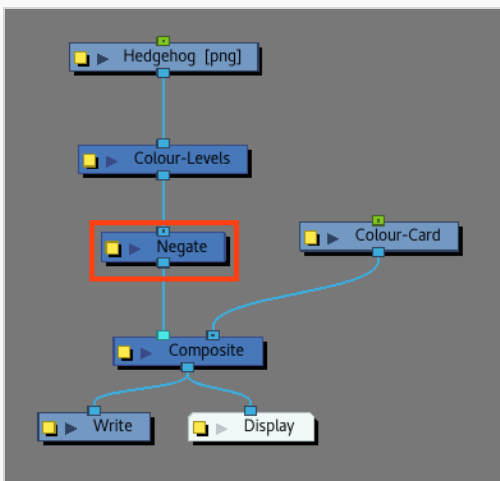 Hedgehog [png]
Colour-Levels
Negate
Colour-Card
Composite
Write
Display